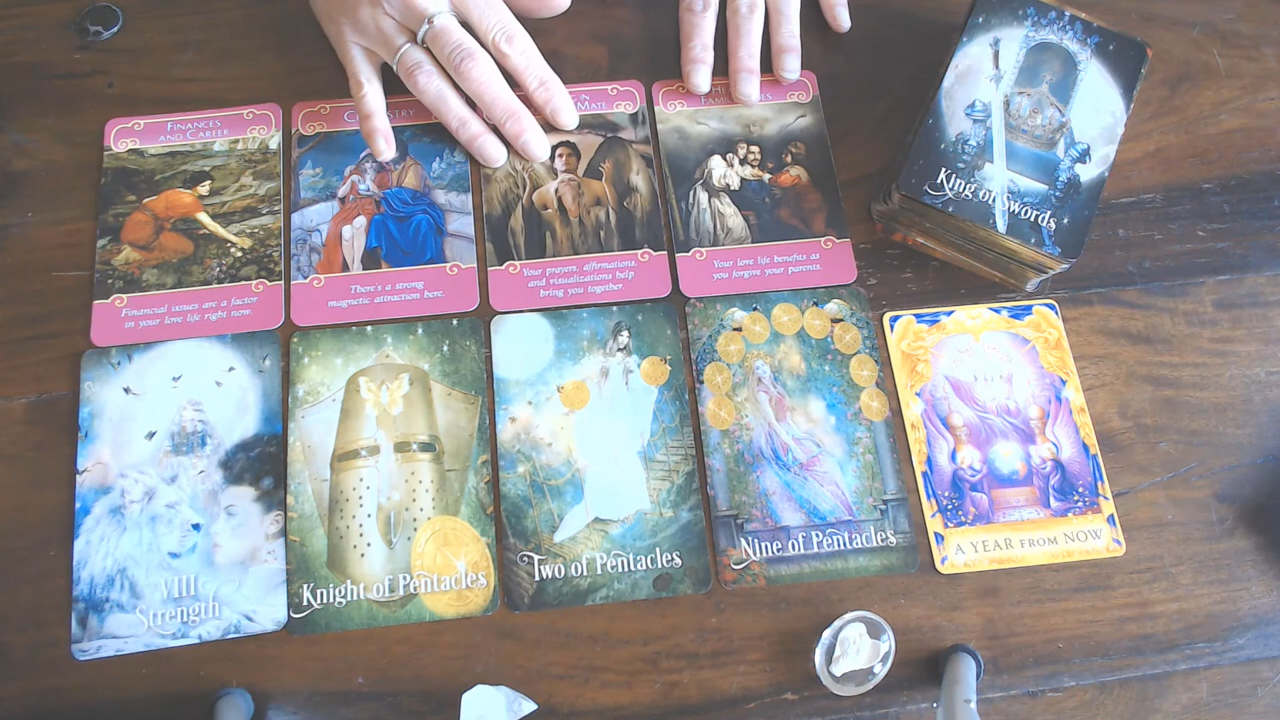 FINANCES
AND CAREER
Financial issues are a factor
in your love life right now.
There's a strong
magnetic attraction here.
IN
MATE
Your prayers, affirmations,
and visualizations help
bring you together.
Your love life benefits as
you forgive your parents.
King of Swords
VIII
Strength
Knight of Pentacles
Two of Pentacles
Nine of Pentacles
A YEAR FROM NOW